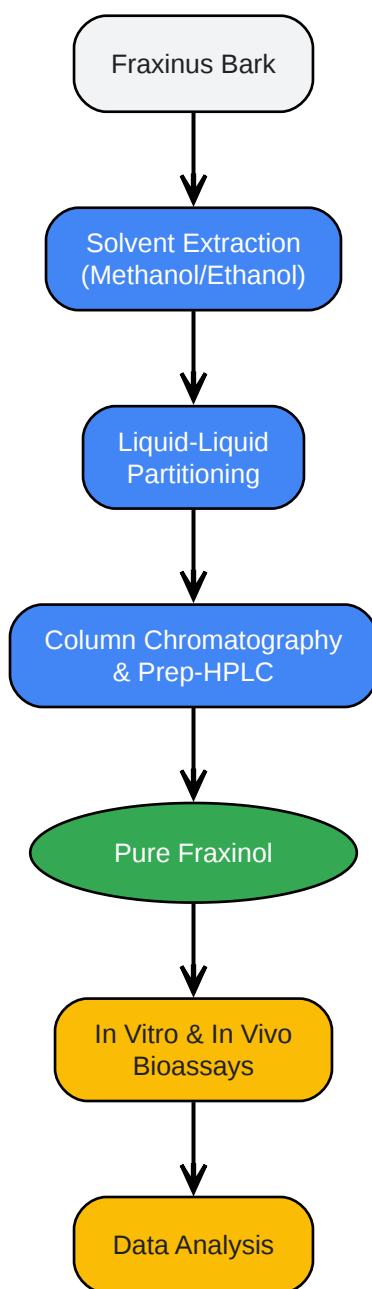 Fraxinus Bark
Solvent Extraction
(Methanol/Ethanol)
Liquid-Liquid
Partitioning
Column Chromatography
& Prep-HPLC
Pure Fraxinol
In Vitro & In Vivo
Bioassays
Data Analysis